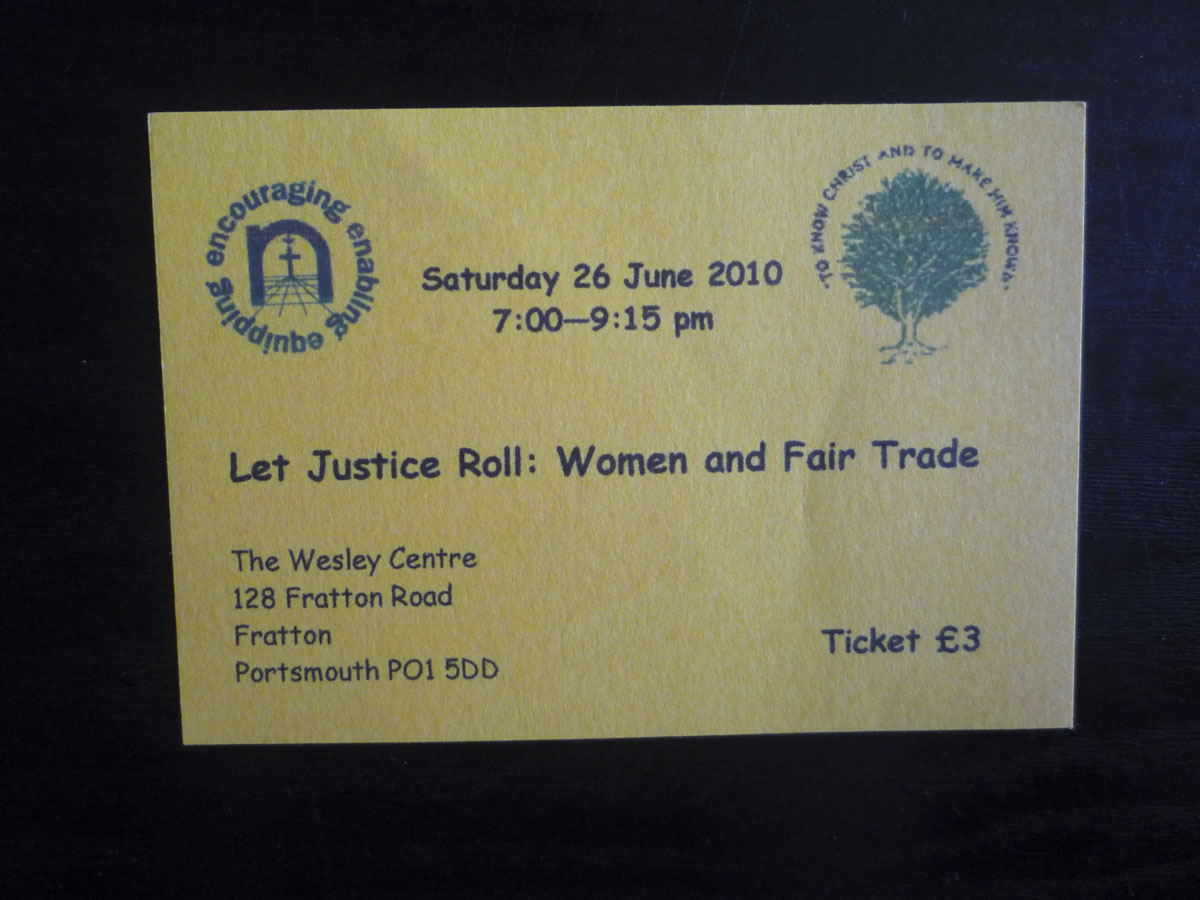 encouraging enabling equipping
n
TO KNOW CHRIST AND TO MAKE HIM KNOWN
Saturday 26 June 2010
7:00—9:15 pm
Let Justice Roll: Women and Fair Trade
The Wesley Centre
128 Fratton Road
Fratton
Portsmouth PO1 5DD
Ticket £3